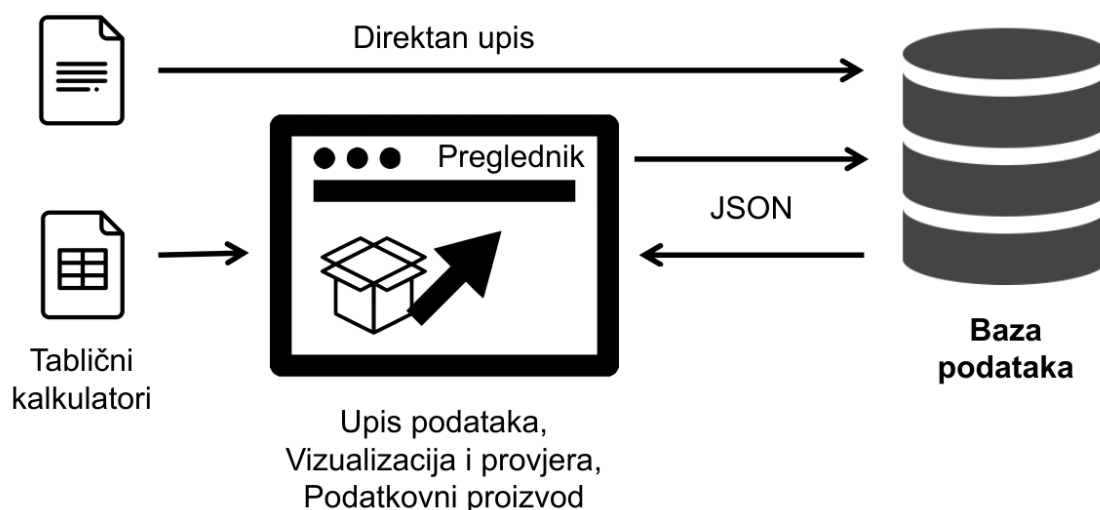 Direktan upis
Preglednik
JSON
Baza
podataka
Tablični
kalkulatori
Upis podataka,
Vizualizacija i provjera,
Podatkovni proizvod